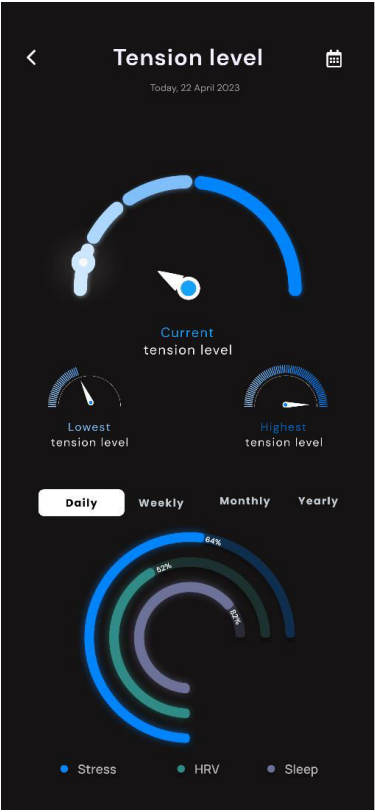 Tension level
Today, 22 April 2023
Current
tension level
Lowest
tension level
Highest
tension level
Daily
Weekly
Monthly
Yearly
64%
52%
82%
Stress
HRV
Sleep